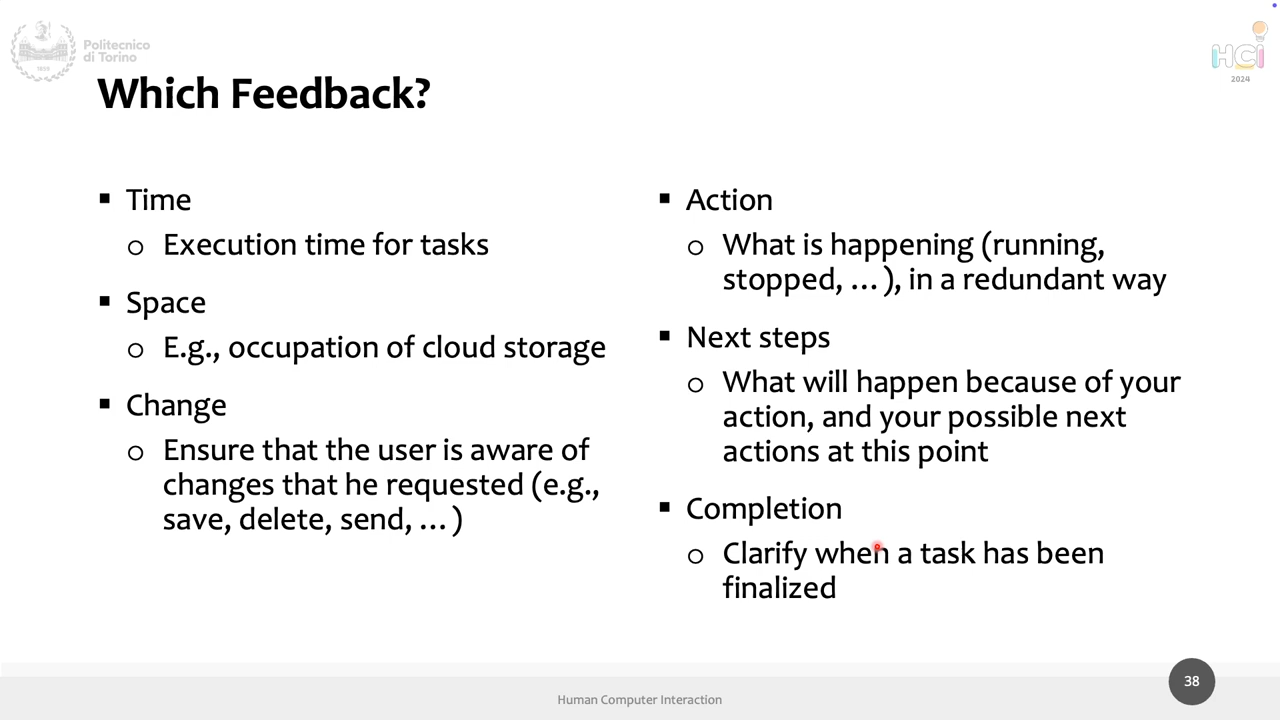 Politecnico
di Torino
1859
HCI
2024
Which Feedback?
▪ Time
o Execution time for tasks
▪ Space
o E.g., occupation of cloud storage
▪ Change
o Ensure that the user is aware of
changes that he requested (e.g.,
save, delete, send, …)
▪ Action
o What is happening (running,
stopped, …), in a redundant way
▪ Next steps
o What will happen because of your
action, and your possible next
actions at this point
▪ Completion
o Clarify when a task has been
finalized
Human Computer Interaction
38